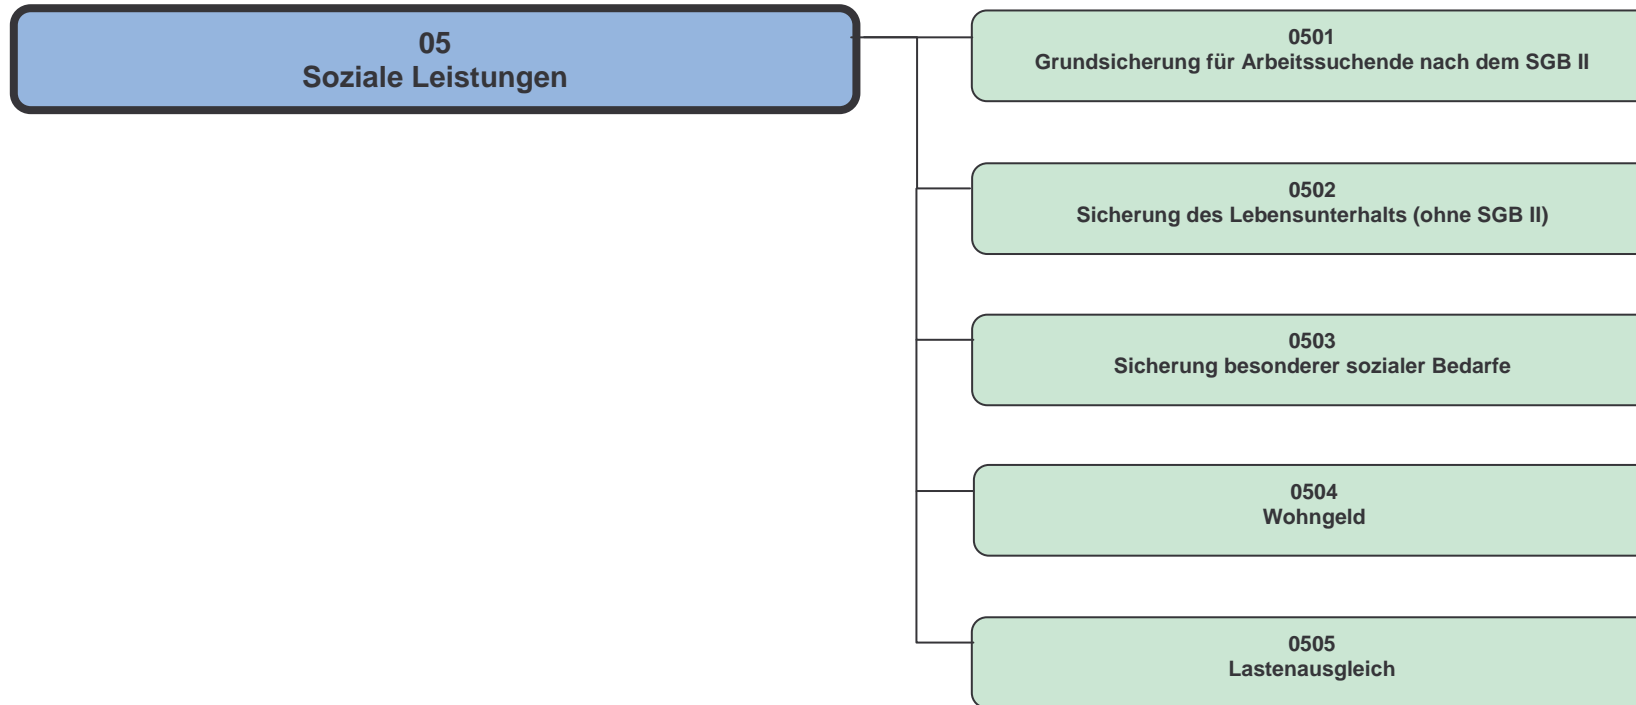 05
Soziale Leistungen
0501
Grundsicherung für Arbeitssuchende nach dem SGB II
0502
Sicherung des Lebensunterhalts (ohne SGB II)
0503
Sicherung besonderer sozialer Bedarfe
0504
Wohngeld
0505
Lastenausgleich